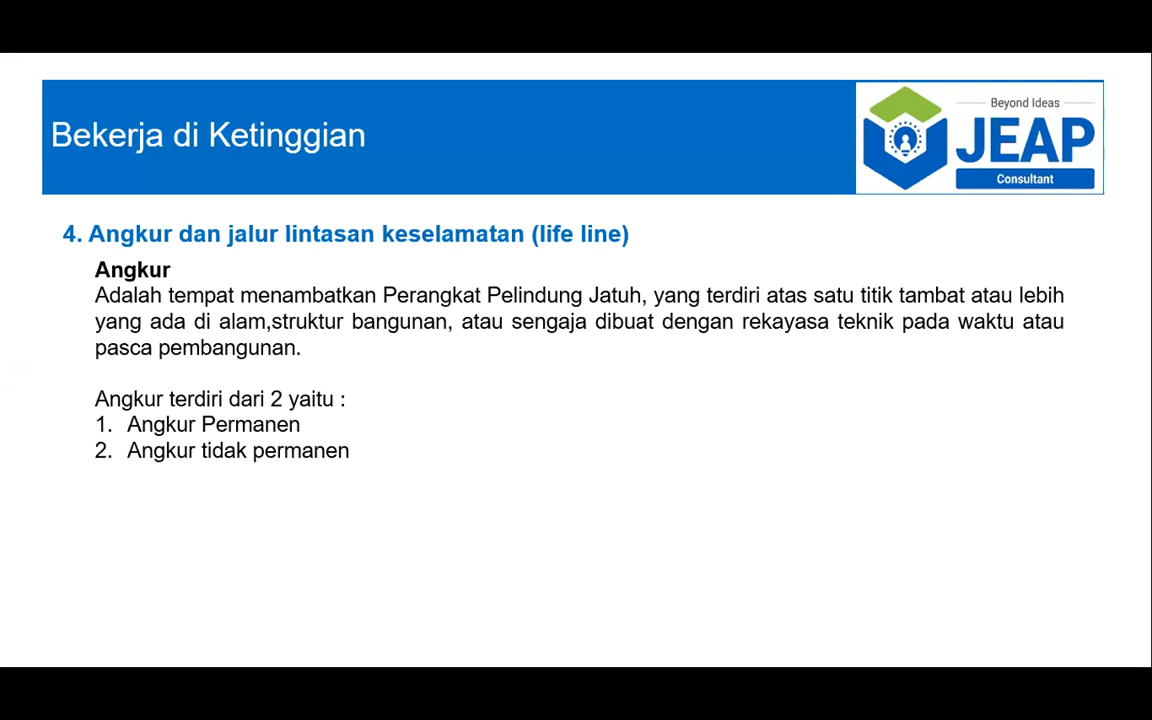 Bekerja di Ketinggian
Beyond Ideas
JEAP
Consultant
4. Angkur dan jalur lintasan keselamatan (life line)
Angkur
Adalah tempat menambatkan Perangkat Pelindung Jatuh, yang terdiri atas satu titik tambat atau lebih
yang ada di alam,struktur bangunan, atau sengaja dibuat dengan rekayasa teknik pada waktu atau
pasca pembangunan.
Angkur terdiri dari 2 yaitu :
1. Angkur Permanen
2. Angkur tidak permanen